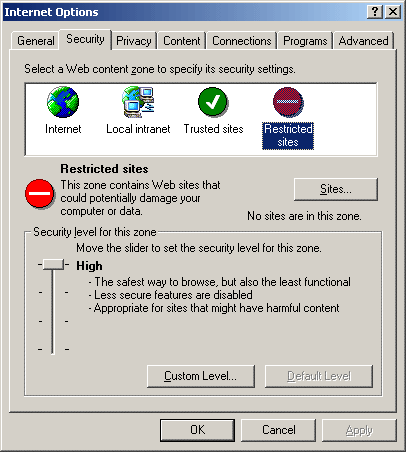 Internet Options
General Security Privacy Content Connections Programs Advanced
Select a Web content zone to specify its security settings.
Internet Local intranet Trusted sites Restricted
sites
Restricted sites
This zone contains Web sites that
could potentially damage your
computer or data.
Sites...
No sites are in this zone.
Security level for this zone
Move the slider to set the security level for this zone.
High
- The safest way to browse, but also the least functional
- Less secure features are disabled
- Appropriate for sites that might have harmful content
Custom Level... Default Level
OK Cancel Apply